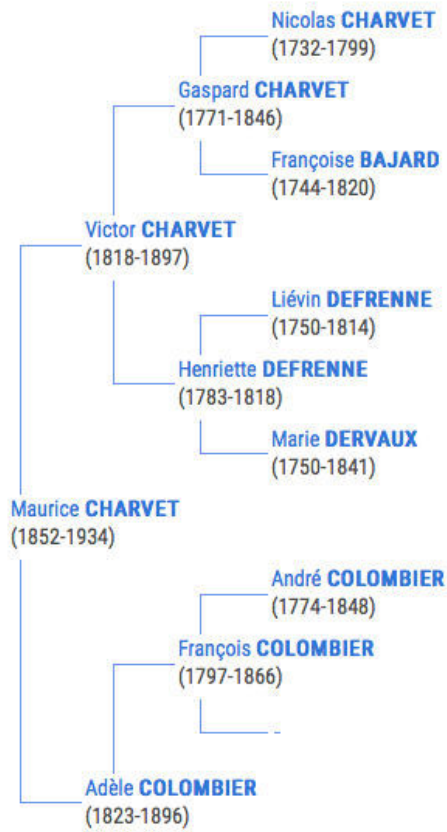 Nicolas CHARVET
(1732-1799)
Gaspard CHARVET
(1771-1846)
Françoise BAJARD
(1744-1820)
Victor CHARVET
(1818-1897)
Liévin DEFRENNE
(1750-1814)
Henriette DEFRENNE
(1783-1818)
Marie DERVAUX
(1750-1841)
Maurice CHARVET
(1852-1934)
André COLOMBIER
(1774-1848)
François COLOMBIER
(1797-1866)
-
Adèle COLOMBIER
(1823-1896)